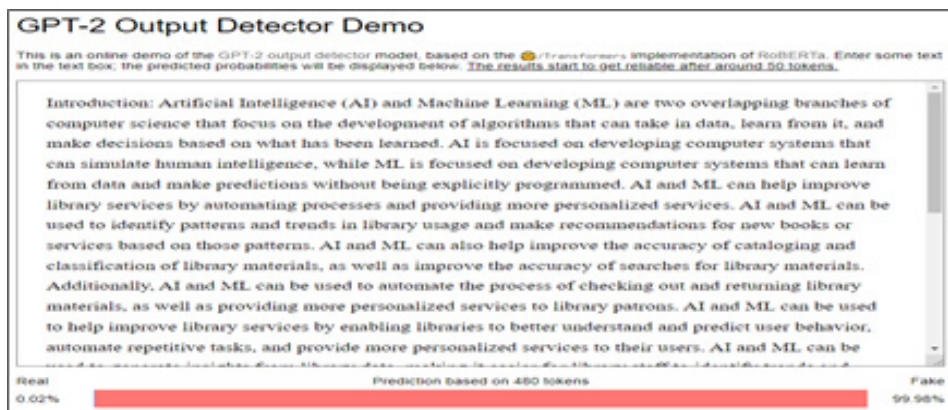 GPT-2 Output Detector Demo
This is an online demo of the GPT-2 output detector model, based on the 🤗/Transformers implementation of RoBERTa. Enter some text
in the text box; the predicted probabilities will be displayed below. The results start to get reliable after around 50 tokens.
Introduction: Artificial Intelligence (AI) and Machine Learning (ML) are two overlapping branches of
computer science that focus on the development of algorithms that can take in data, learn from it, and
make decisions based on what has been learned. AI is focused on developing computer systems that
can simulate human intelligence, while ML is focused on developing computer systems that can learn
from data and make predictions without being explicitly programmed. AI and ML can help improve
library services by automating processes and providing more personalized services. AI and ML can be
used to identify patterns and trends in library usage and make recommendations for new books or
services based on those patterns. AI and ML can also help improve the accuracy of cataloging and
classification of library materials, as well as improve the accuracy of searches for library materials.
Additionally, AI and ML can be used to automate the process of checking out and returning library
materials, as well as providing more personalized services to library patrons. AI and ML can be used
to help improve library services by enabling libraries to better understand and predict user behavior,
automate repetitive tasks, and provide more personalized services to their users. AI and ML can be
Real Prediction based on 480 tokens Fake
0.02% 99.98%